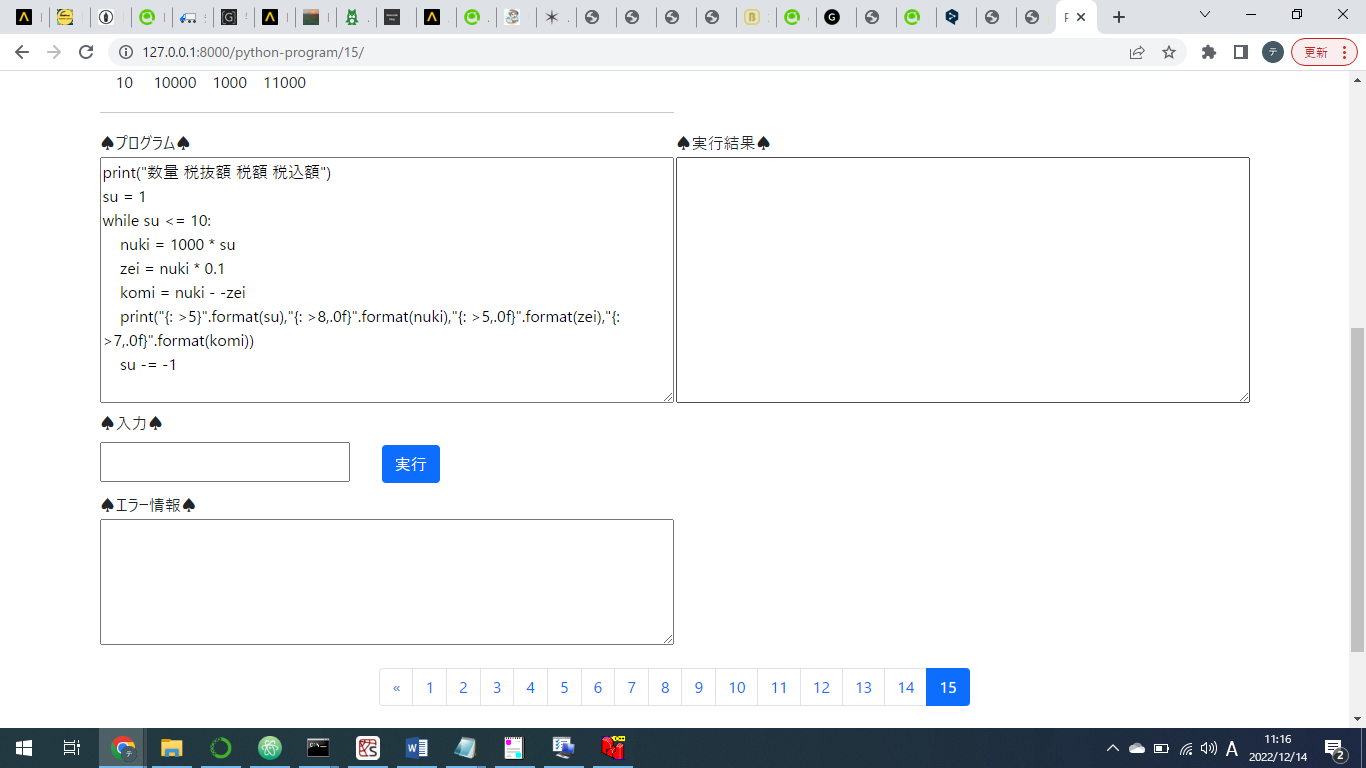 127.0.0.1:8000/python-program/15/
更新
10 10000 1000 11000
♠プログラム♠ ♠実行結果♠
print("数量 税抜額 税額 税込額")
su = 1
while su <= 10:
nuki = 1000 * su
zei = nuki * 0.1
komi = nuki - -zei
print("{: >5}".format(su),"{: >8,.0f}".format(nuki),"{: >5,.0f}".format(zei),"{:
>7,.0f}".format(komi))
su -= -1
♠入力♠
実行
♠エラー情報♠
« 1 2 3 4 5 6 7 8 9 10 11 12 13 14 15
A 11:16
2022/12/14
2